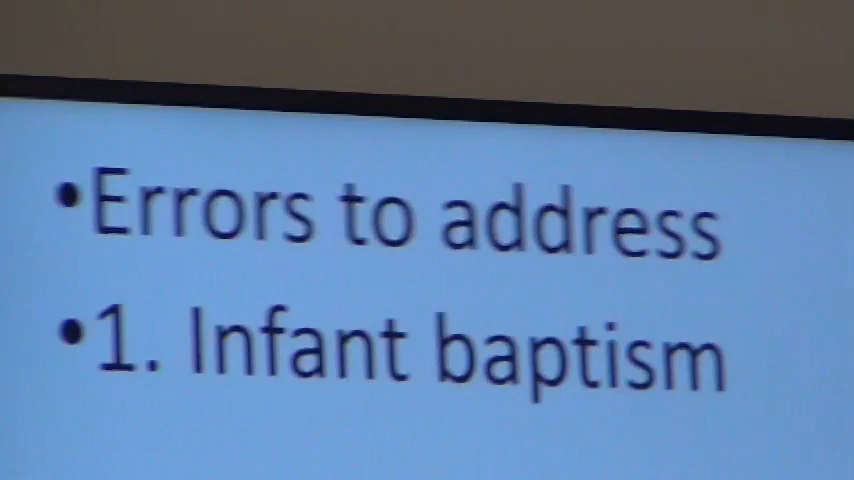 •Errors to address
•1. Infant baptism